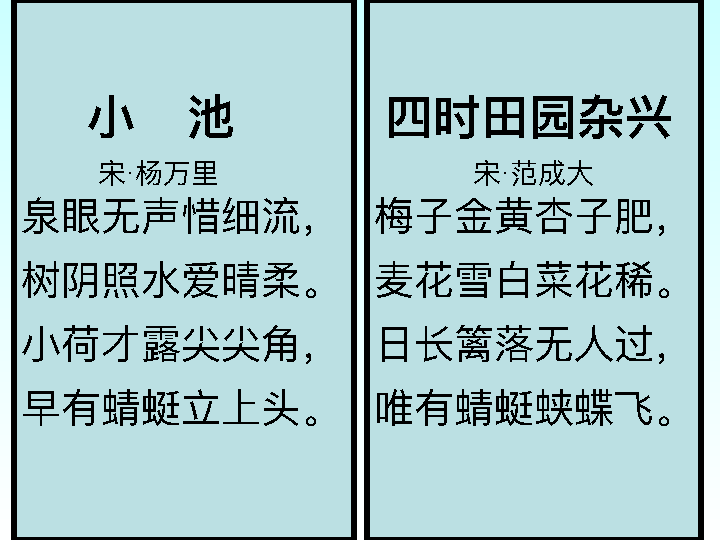 小 池
宋·杨万里
泉眼无声惜细流，
树阴照水爱晴柔。
小荷才露尖尖角，
早有蜻蜓立上头。
四时田园杂兴
宋·范成大
梅子金黄杏子肥，
麦花雪白菜花稀。
日长篱落无人过，
唯有蜻蜓蛱蝶飞。